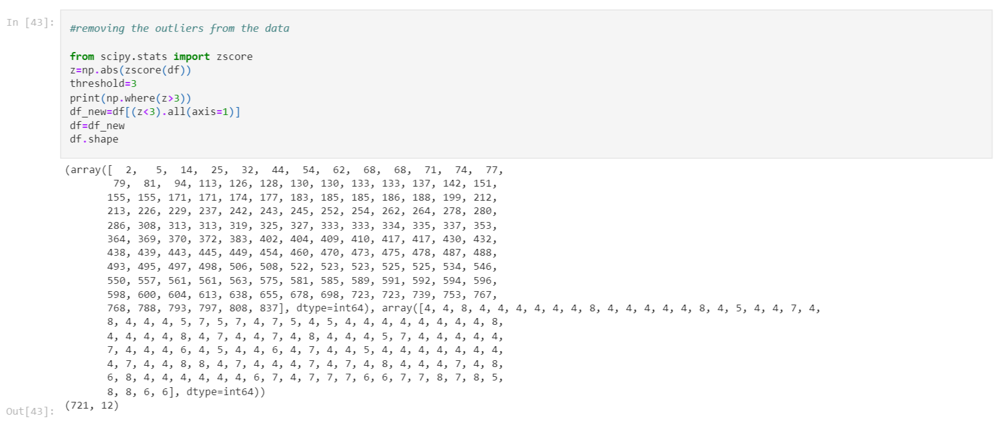 In [43]:
#removing the outliers from the data
from scipy.stats import zscore
z=np.abs(zscore(df))
threshold=3
print(np.where(z>3))
df_new=df[(z<3).all(axis=1)]
df=df_new
df.shape
(array([  2,   5,  14,  25,  32,  44,  54,  62,  68,  68,  71,  74,  77,
        79,  81,  94, 113, 126, 128, 130, 130, 133, 133, 137, 142, 151,
       155, 155, 171, 171, 174, 177, 183, 185, 185, 186, 188, 199, 212,
       213, 226, 229, 237, 242, 243, 245, 252, 254, 262, 264, 278, 280,
       286, 308, 313, 313, 319, 325, 327, 333, 333, 334, 335, 337, 353,
       364, 369, 370, 372, 383, 402, 404, 409, 410, 417, 417, 430, 432,
       438, 439, 443, 445, 449, 454, 460, 470, 473, 475, 478, 487, 488,
       493, 495, 497, 498, 506, 508, 522, 523, 523, 525, 525, 534, 546,
       550, 557, 561, 561, 563, 575, 581, 585, 589, 591, 592, 594, 596,
       598, 600, 604, 613, 638, 655, 678, 698, 723, 723, 739, 753, 767,
       768, 788, 793, 797, 808, 837], dtype=int64), array([4, 4, 8, 4, 4, 4, 4, 4, 4, 8, 4, 4, 4, 4, 4, 8, 4, 5, 4, 4, 7, 4,
       8, 4, 4, 4, 5, 7, 5, 7, 4, 7, 5, 4, 5, 4, 4, 4, 4, 4, 4, 4, 4, 8,
       4, 4, 4, 4, 8, 4, 7, 4, 4, 7, 4, 8, 4, 4, 4, 5, 7, 4, 4, 4, 4, 4,
       7, 4, 4, 4, 6, 4, 5, 4, 4, 6, 4, 7, 4, 4, 5, 4, 4, 4, 4, 4, 4, 4,
       4, 7, 4, 4, 8, 8, 4, 7, 4, 4, 4, 7, 4, 7, 4, 8, 4, 4, 4, 7, 4, 8,
       6, 8, 4, 4, 4, 4, 4, 4, 6, 7, 4, 7, 7, 7, 6, 6, 7, 7, 8, 7, 8, 5,
       8, 8, 6, 6], dtype=int64))
Out[43]: (721, 12)